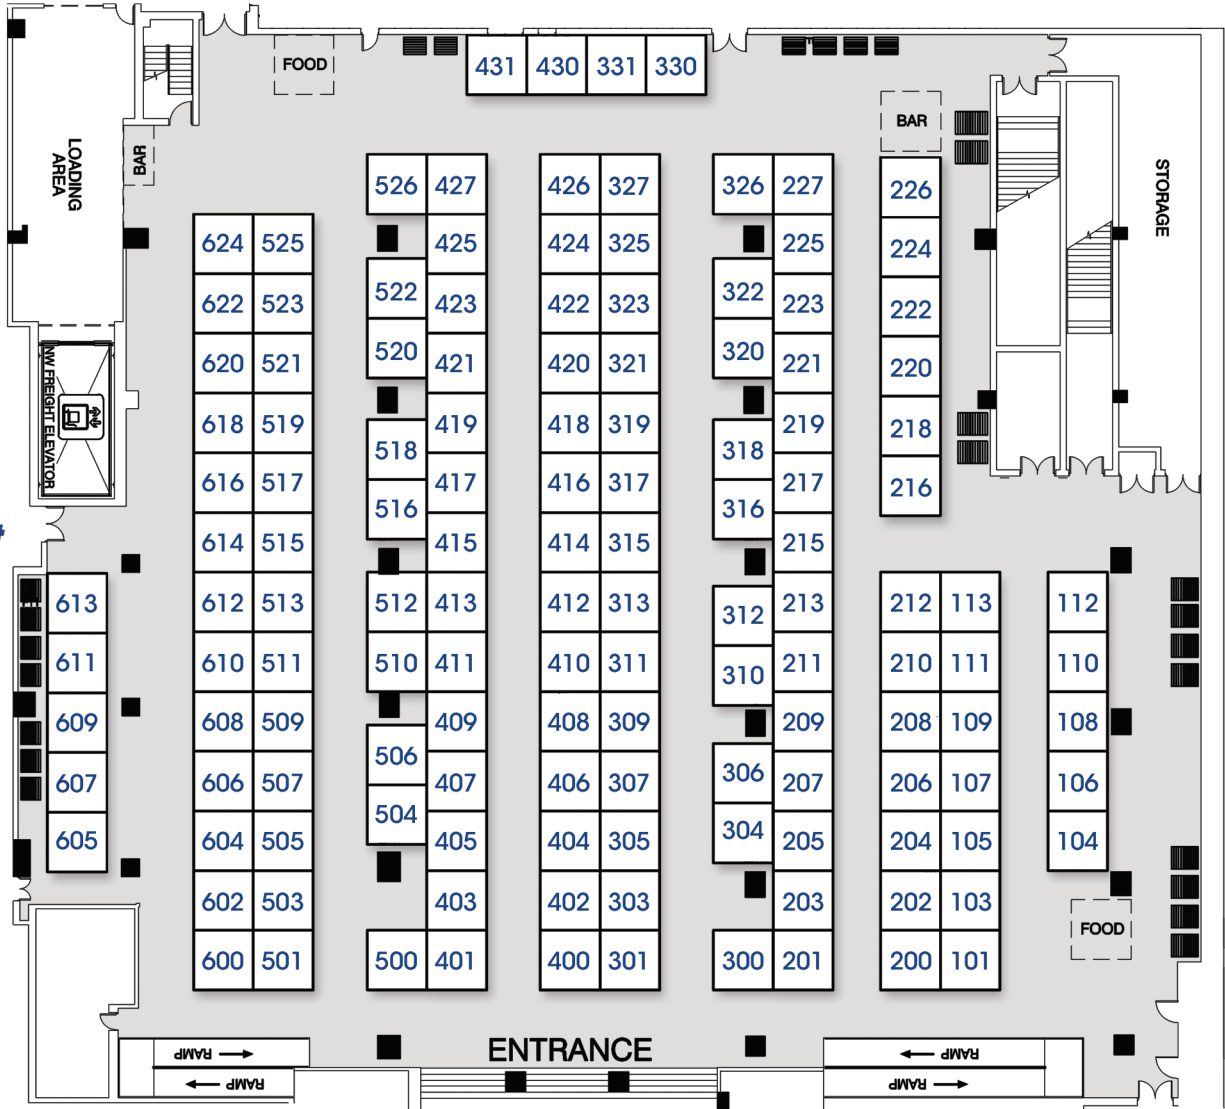 FOOD
431 430 331 330
BAR
BAR
LOADING
AREA
STORAGE
526 427 426 327 326 227 226
624 525 425 424 325 225 224
522 322
622 523 423 422 323 223 222
520 320
620 521 421 420 321 221 220
NW FREIGHT ELEVATOR
618 519 419 418 319 219 218
518 318
616 517 417 416 317 217 216
516 316
614 515 415 414 315 215
613 612 513 512 413 412 313 312 213 212 113 112
611 610 511 510 411 410 311 310 211 210 111 110
609 608 509 409 408 309 209 208 109 108
506 306
607 606 507 407 406 307 207 206 107 106
504 304
605 604 505 405 404 305 205 204 105 104
602 503 403 402 303 203 202 103
FOOD
600 501 500 401 400 301 300 201 200 101
ENTRANCE
RAMP
RAMP
RAMP
RAMP